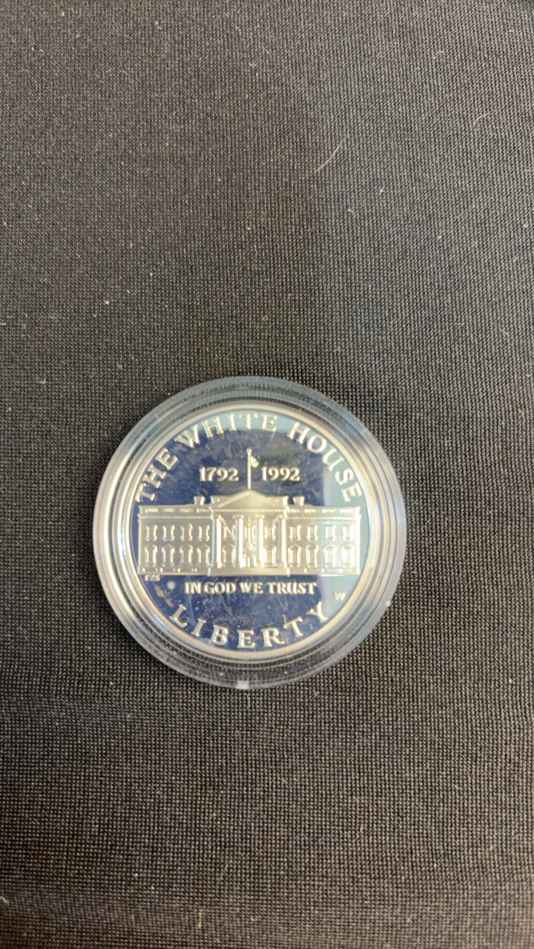 THE WHITE HOUSE
1792 1992
W
IN GOD WE TRUST
LIBERTY